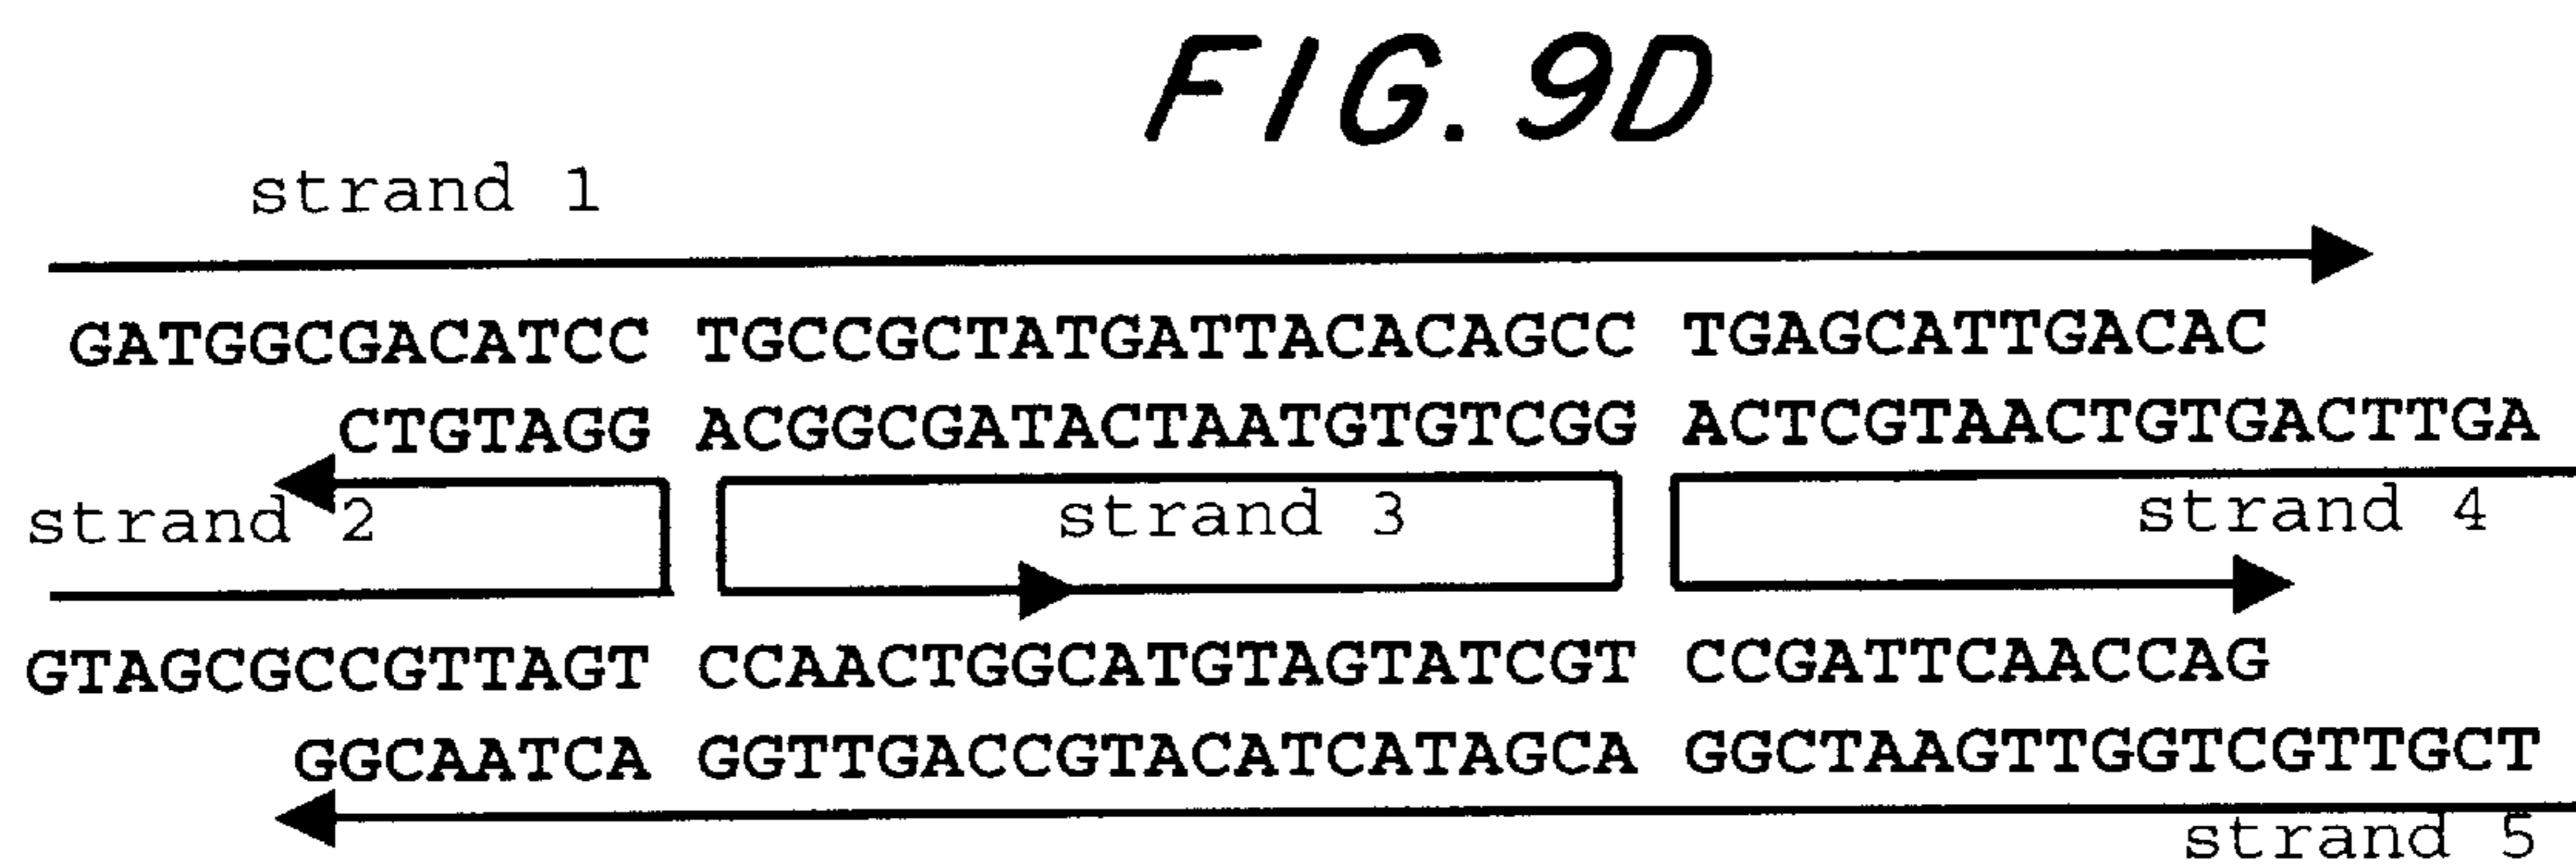 FIG. 9D
strand 1
GATGGCGACATCC TGCCGCTATGATTACACAGCC TGAGCATTGACAC
CTGTAGG ACGGCGATACTAATGTGTCGG ACTCGTAACTGTGACTTGA
strand 2 strand 3 strand 4
GTAGCGCCGTTAGT CCAACTGGCATGTAGTATCGT CCGATTCAACCAG
GGCAATCA GGTTGACCGTACATCATAGCA GGCTAAGTTGGTCGTTGCT
strand 5